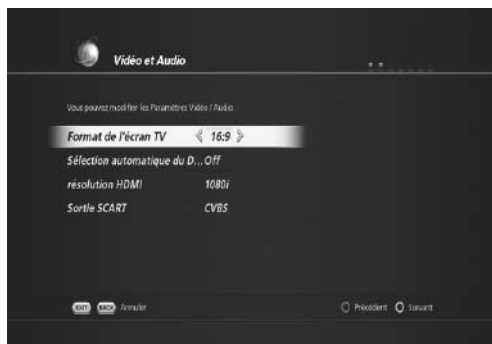 Vidéo et Audio
Vous pouvez modifier les Paramètres Vidéo / Audio
Format de l'écran TV 16:9
Sélection automatique du D...Off
résolution HDMI 1080i
Sortie SCART CVBS
EXIT BACK Annuler Précédent Suivant